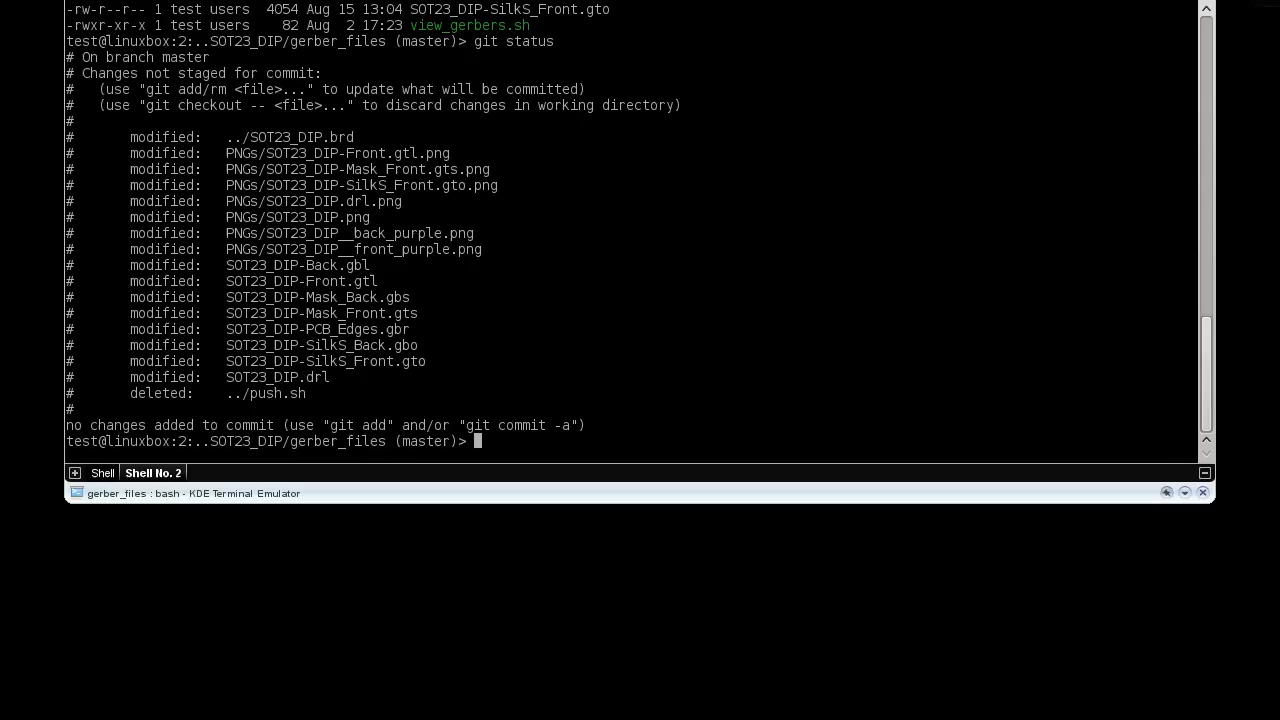 -rw-r--r-- 1 test users  4054 Aug 15 13:04 SOT23_DIP-SilkS_Front.gto
-rwxr-xr-x 1 test users    82 Aug  2 17:23 view_gerbers.sh
test@linuxbox:2:..SOT23_DIP/gerber_files (master)> git status
# On branch master
# Changes not staged for commit:
#   (use "git add/rm <file>..." to update what will be committed)
#   (use "git checkout -- <file>..." to discard changes in working directory)
#
#       modified:   ../SOT23_DIP.brd
#       modified:   PNGs/SOT23_DIP-Front.gtl.png
#       modified:   PNGs/SOT23_DIP-Mask_Front.gts.png
#       modified:   PNGs/SOT23_DIP-SilkS_Front.gto.png
#       modified:   PNGs/SOT23_DIP.drl.png
#       modified:   PNGs/SOT23_DIP.png
#       modified:   PNGs/SOT23_DIP__back_purple.png
#       modified:   PNGs/SOT23_DIP__front_purple.png
#       modified:   SOT23_DIP-Back.gbl
#       modified:   SOT23_DIP-Front.gtl
#       modified:   SOT23_DIP-Mask_Back.gbs
#       modified:   SOT23_DIP-Mask_Front.gts
#       modified:   SOT23_DIP-PCB_Edges.gbr
#       modified:   SOT23_DIP-SilkS_Back.gbo
#       modified:   SOT23_DIP-SilkS_Front.gto
#       modified:   SOT23_DIP.drl
#       deleted:    ../push.sh
#
no changes added to commit (use "git add" and/or "git commit -a")
test@linuxbox:2:..SOT23_DIP/gerber_files (master)>
Shell Shell No. 2
gerber_files : bash - KDE Terminal Emulator